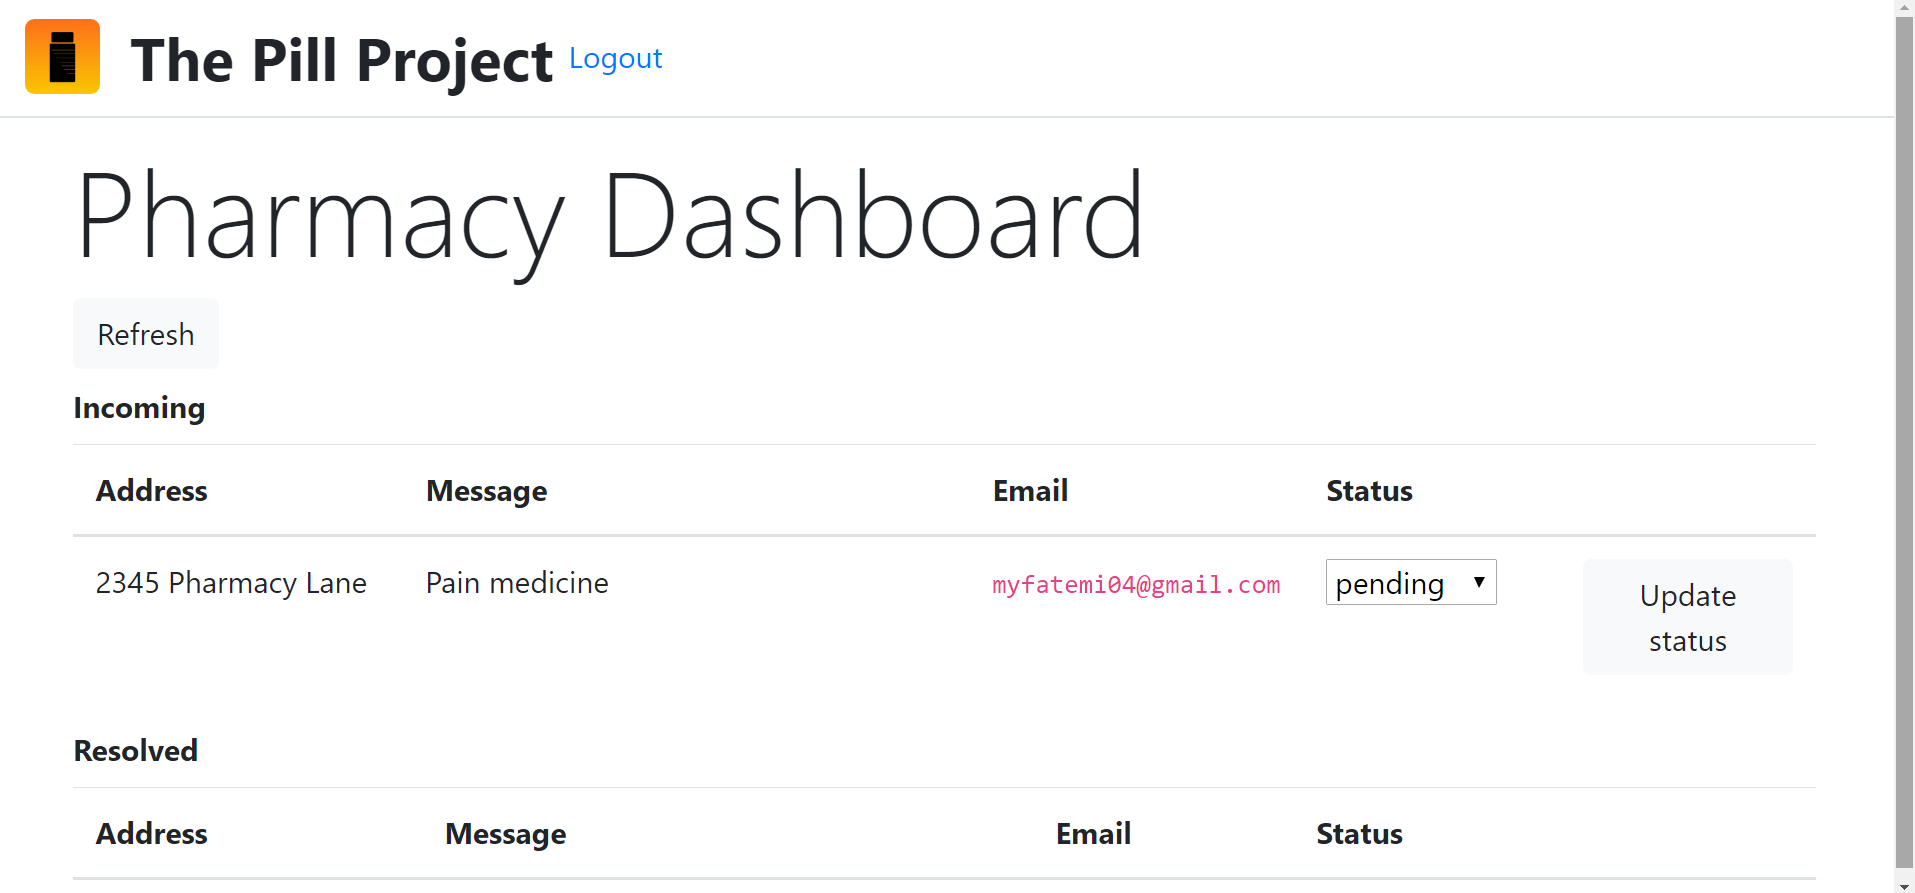 The Pill Project Logout
Pharmacy Dashboard
Refresh
Incoming
Address Message Email Status
2345 Pharmacy Lane Pain medicine myfatemi04@gmail.com pending Update
status
Resolved
Address Message Email Status